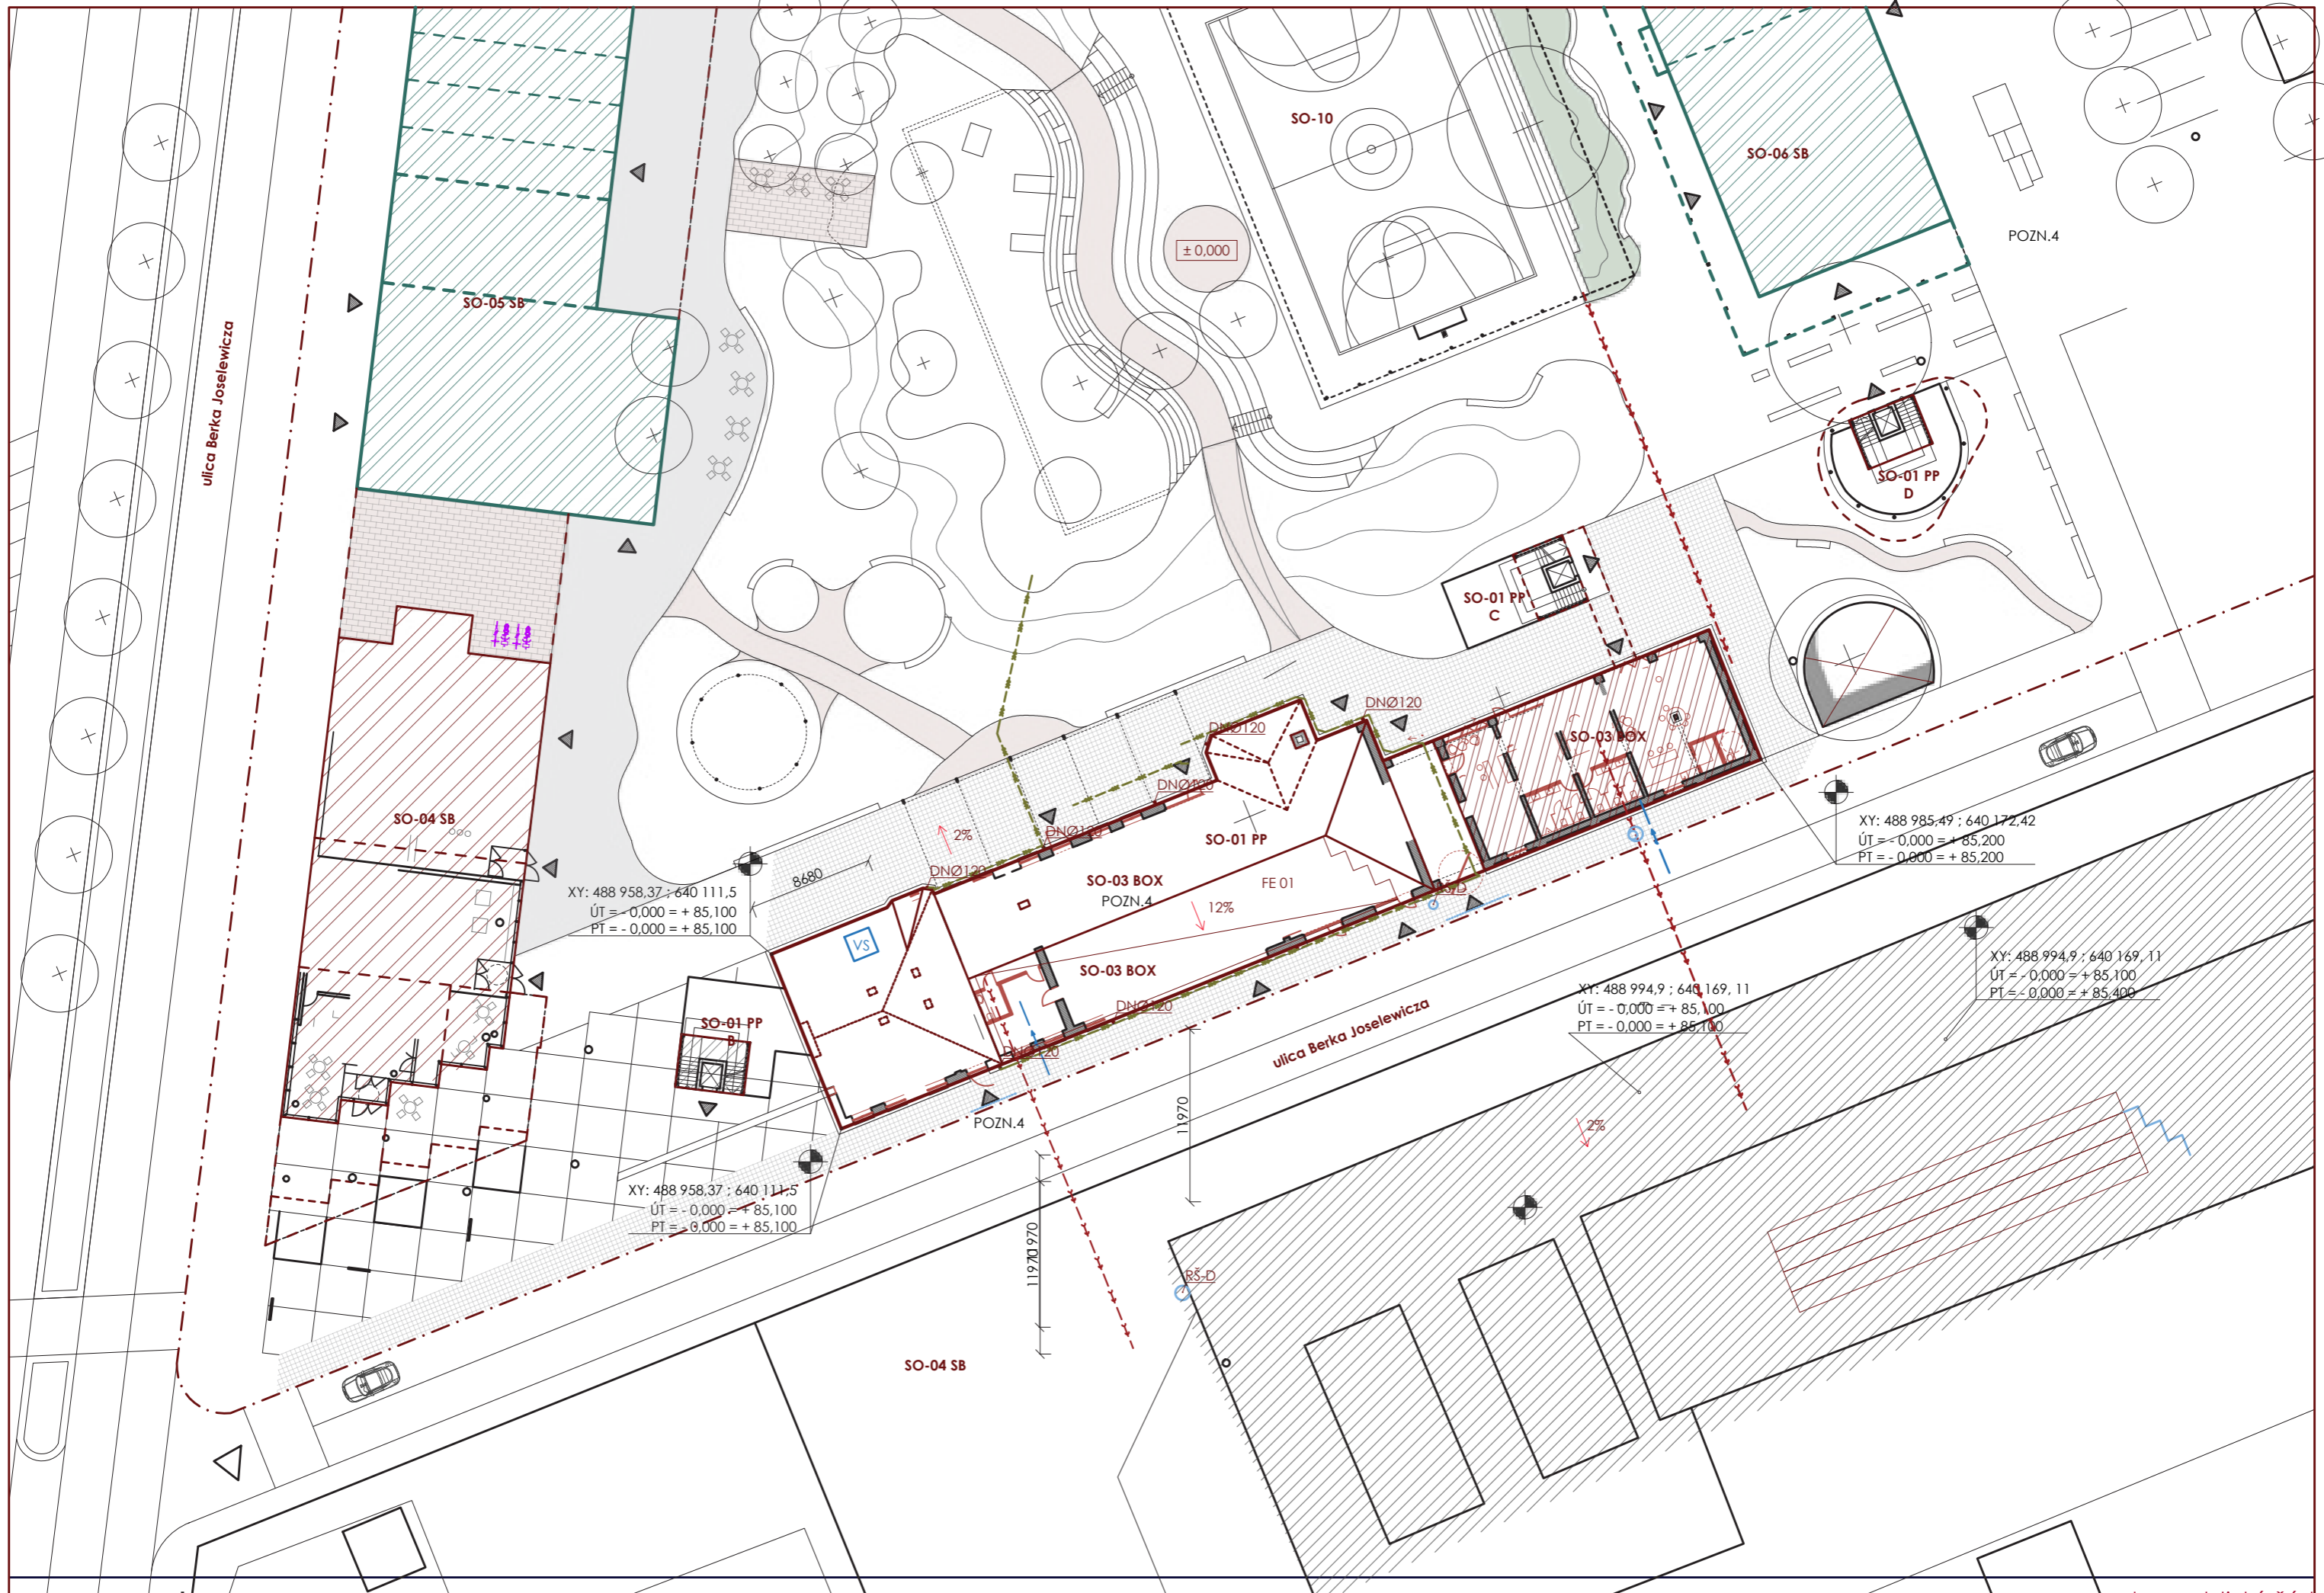 SO-10
SO-06 SB
POZN.4
± 0,000
SO-05 SB
ulica Berka Joselewicza
SO-01 PP
D
SO-01 PP
C
DNØ120
DNØ120
SO-03 BOX
DNØ120
SO-04 SB
2%
DNØ120
SO-01 PP
XY: 488 985,49 ; 640 172,42
ÚT = - 0,000 = + 85,200
PT = - 0,000 = + 85,200
DNØ120
8680
SO-03 BOX
POZN.4
FE 01
RŠ-D
XY: 488 958,37 ; 640 111,5
ÚT = - 0,000 = + 85,100
PT = - 0,000 = + 85,100
12%
VS
SO-03 BOX
XY: 488 994,9 ; 640 169, 11
ÚT = - 0,000 = + 85,100
PT = - 0,000 = + 85,400
XY: 488 994,9 ; 640 169, 11
ÚT = - 0,000 = + 85,100
PT = - 0,000 = + 85,100
DNØ120
SO-01 PP
B
ulica Berka Joselewicza
DNØ120
11970
POZN.4
2%
XY: 488 958,37 ; 640 111,5
ÚT = - 0,000 = + 85,100
PT = - 0,000 = + 85,100
11970
11970
RŠ-D
SO-04 SB